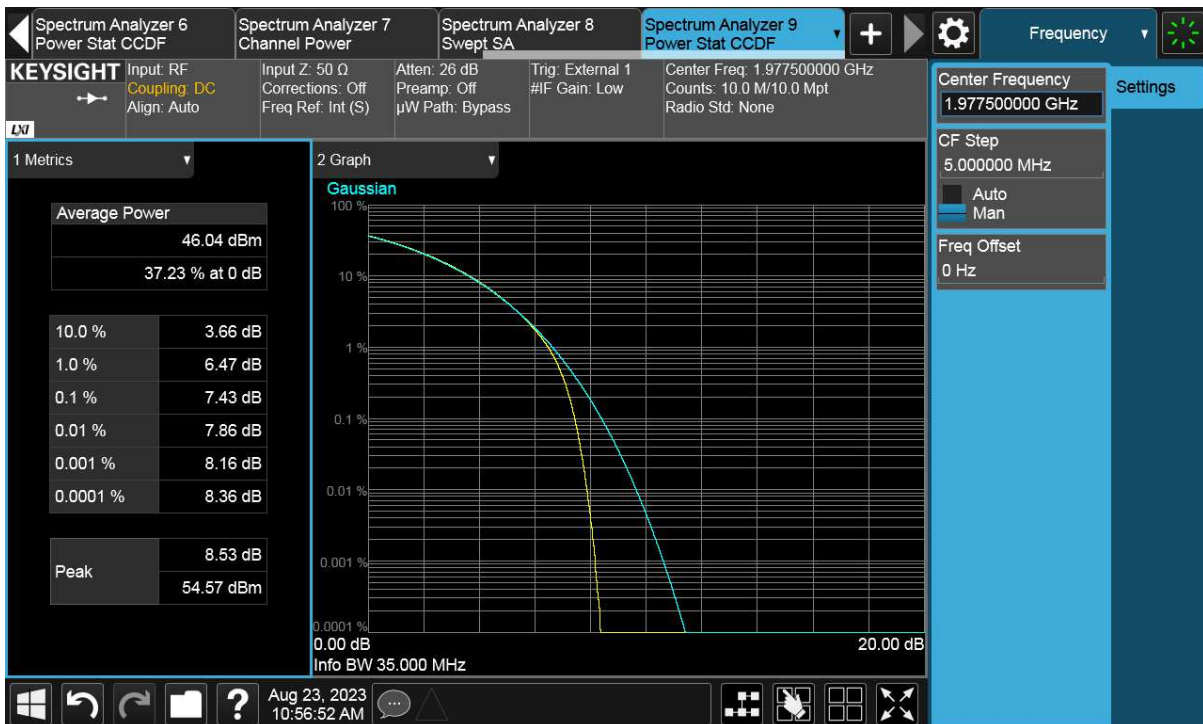 Spectrum Analyzer 6
Power Stat CCDF
Spectrum Analyzer 7
Channel Power
Spectrum Analyzer 8
Swept SA
Spectrum Analyzer 9
Power Stat CCDF
+
Frequency
KEYSIGHT
LXI
Input: RF
Coupling: DC
Align: Auto
Input Z: 50 Ω
Corrections: Off
Freq Ref: Int (S)
Atten: 26 dB
Preamp: Off
µW Path: Bypass
Trig: External 1
#IF Gain: Low
Center Freq: 1.977500000 GHz
Counts: 10.0 M/10.0 Mpt
Radio Std: None
Center Frequency
1.977500000 GHz
Settings
CF Step
5.000000 MHz
Auto
Man
Freq Offset
0 Hz
1 Metrics
Average Power
46.04 dBm
37.23 % at 0 dB
10.0 % 3.66 dB
1.0 % 6.47 dB
0.1 % 7.43 dB
0.01 % 7.86 dB
0.001 % 8.16 dB
0.0001 % 8.36 dB
Peak
8.53 dB
54.57 dBm
2 Graph
Gaussian
100 %
10 %
1 %
0.1 %
0.01 %
0.001 %
0.0001 %
0.00 dB
20.00 dB
Info BW 35.000 MHz
?
Aug 23, 2023
10:56:52 AM